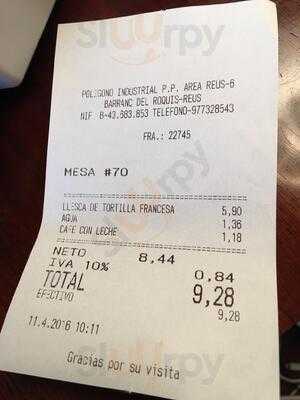 POLIGONO INDUSTRIAL P.P. AREA REUS-6
BARRANC DEL ROQUIS-REUS
NIF B-43.683.853 TELEFONO-977328543
FRA.: 22745
MESA #70
LLESCA DE TORTILLA FRANCESA 5,90
AGUA 1,36
CAFE CON LECHE 1,18
NETO 8,44
IVA 10% 0,84
TOTAL 9,28
EFECTIVO 9,28
11.4.2016 10:11
Gracias por su visita